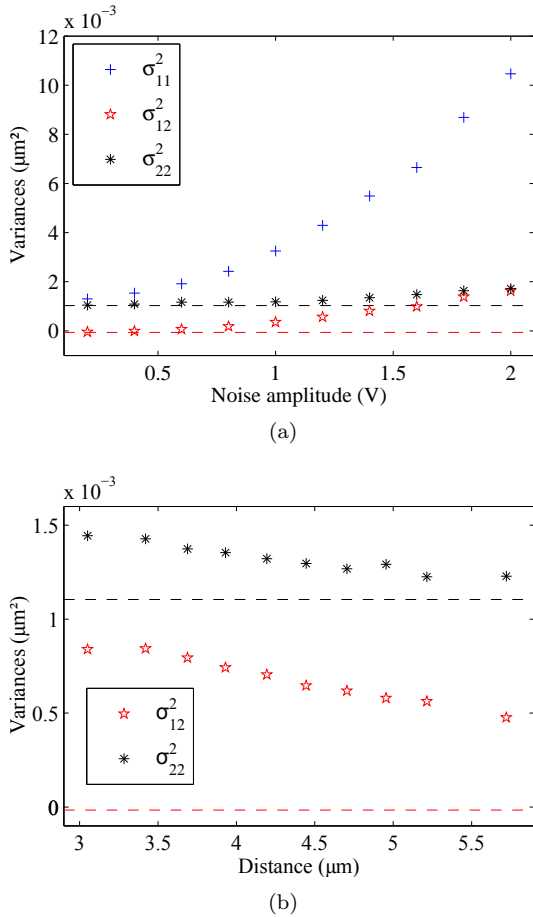 x 10⁻³
12
10
8
6
4
2
0
Variances (μm²)
σ²₁₁
σ²₁₂
σ²₂₂
0.5 1 1.5 2
Noise amplitude (V)
(a)
x 10⁻³
1.5
1
0.5
0
Variances (μm²)
σ²₁₂
σ²₂₂
3 3.5 4 4.5 5 5.5
Distance (μm)
(b)